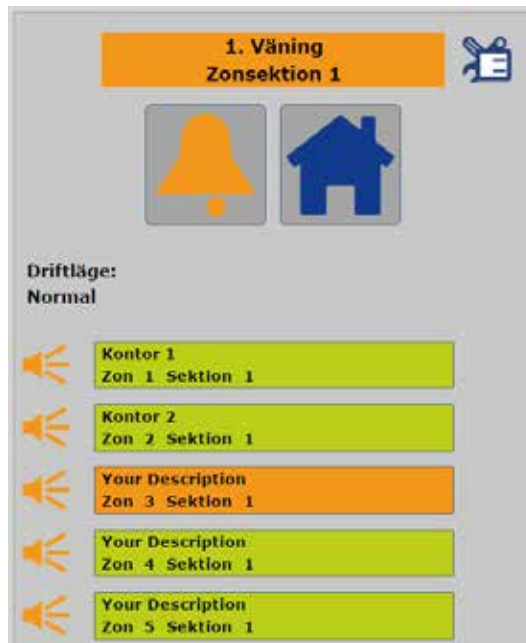 1. Väning
Zonsektion 1
Driftläge:
Normal
Kontor 1
Zon 1 Sektion 1
Kontor 2
Zon 2 Sektion 1
Your Description
Zon 3 Sektion 1
Your Description
Zon 4 Sektion 1
Your Description
Zon 5 Sektion 1